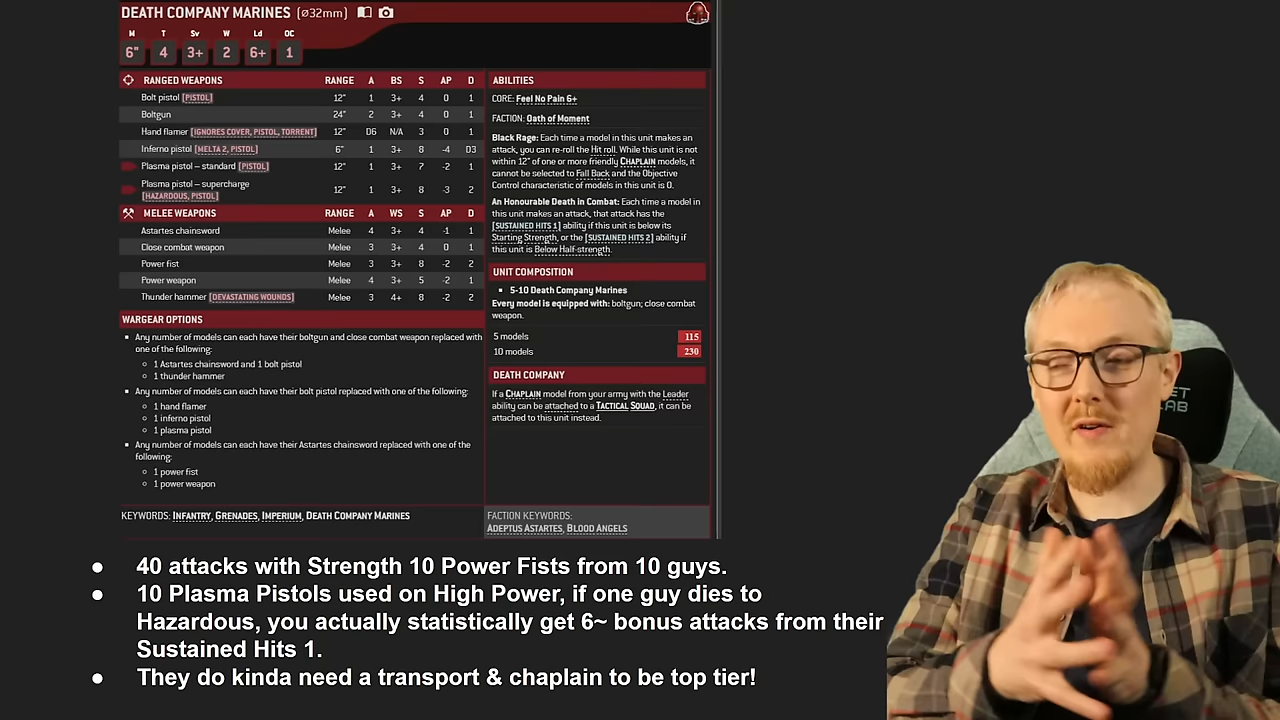 DEATH COMPANY MARINES (⌀32mm)
M T Sv W Ld OC
6" 4 3+ 2 6+ 1
RANGED WEAPONS RANGE A BS S AP D
Bolt pistol [PISTOL] 12" 1 3+ 4 0 1
Boltgun 24" 2 3+ 4 0 1
Hand flamer [IGNORES COVER, PISTOL, TORRENT] 12" D6 N/A 3 0 1
Inferno pistol [MELTA 2, PISTOL] 6" 1 3+ 8 -4 D3
Plasma pistol – standard [PISTOL] 12" 1 3+ 7 -2 1
Plasma pistol – supercharge
[HAZARDOUS, PISTOL] 12" 1 3+ 8 -3 2
MELEE WEAPONS RANGE A WS S AP D
Astartes chainsword Melee 4 3+ 4 -1 1
Close combat weapon Melee 3 3+ 4 0 1
Power fist Melee 3 3+ 8 -2 2
Power weapon Melee 4 3+ 5 -2 1
Thunder hammer [DEVASTATING WOUNDS] Melee 3 4+ 8 -2 2
WARGEAR OPTIONS
Any number of models can each have their boltgun and close combat weapon replaced with
one of the following:
1 Astartes chainsword and 1 bolt pistol
1 thunder hammer
Any number of models can each have their bolt pistol replaced with one of the following:
1 hand flamer
1 inferno pistol
1 plasma pistol
Any number of models can each have their Astartes chainsword replaced with one of the
following:
1 power fist
1 power weapon
KEYWORDS: INFANTRY, GRENADES, IMPERIUM, DEATH COMPANY MARINES
ABILITIES
CORE: Feel No Pain 6+
FACTION: Oath of Moment
Black Rage: Each time a model in this unit makes an
attack, you can re-roll the Hit roll. While this unit is not
within 12" of one or more friendly CHAPLAIN models, it
cannot be selected to Fall Back and the Objective
Control characteristic of models in this unit is 0.
An Honourable Death in Combat: Each time a model in
this unit makes an attack, that attack has the
[SUSTAINED HITS 1] ability if this unit is below its
Starting Strength, or the [SUSTAINED HITS 2] ability if
this unit is Below Half-strength.
UNIT COMPOSITION
5-10 Death Company Marines
Every model is equipped with: boltgun; close combat
weapon.
5 models 115
10 models 230
DEATH COMPANY
If a CHAPLAIN model from your army with the Leader
ability can be attached to a TACTICAL SQUAD, it can be
attached to this unit instead.
FACTION KEYWORDS:
ADEPTUS ASTARTES, BLOOD ANGELS
● 40 attacks with Strength 10 Power Fists from 10 guys.
● 10 Plasma Pistols used on High Power, if one guy dies to
Hazardous, you actually statistically get 6~ bonus attacks from their
Sustained Hits 1.
● They do kinda need a transport & chaplain to be top tier!